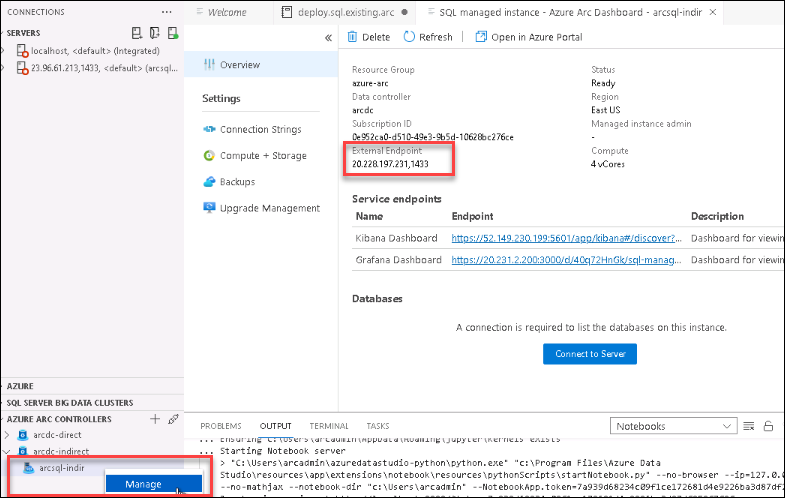 CONNECTIONS ...
Welcome
deploy.sql.existing.arc
SQL managed instance - Azure Arc Dashboard - arcsql-indir
SERVERS
localhost, <default> (Integrated)
23.96.61.213,1433, <default> (arcsql...
Delete Refresh Open in Azure Portal
Overview
Settings
Connection Strings
Compute + Storage
Backups
Upgrade Management
Resource Group
azure-arc
Data controller
arcdc
Subscription ID
0e952ca0-d510-49e3-9b5d-10628bc276ce
External Endpoint
20.228.197.231,1433
Status
Ready
Region
East US
Managed instance admin
-
Compute
4 vCores
Service endpoints
Name Endpoint Description
Kibana Dashboard https://52.149.230.199:5601/app/kibana#/discover?... Dashboard for viewin
Grafana Dashboard https://20.231.2.200:3000/d/40q72HnGk/sql-manag... Dashboard for viewin
Databases
A connection is required to list the databases on this instance.
Connect to Server
AZURE
SQL SERVER BIG DATA CLUSTERS
AZURE ARC CONTROLLERS
arcdc-direct
arcdc-indirect
arcsql-indir
Manage
PROBLEMS OUTPUT TERMINAL TASKS
Notebooks
... Ensuring C:\Users\arcadmin\AppData\Roaming\jupyter\kernels exists
... Starting Notebook server
> "C:\Users\arcadmin\azuredatastudio-python\python.exe" "c:\Program Files\Azure Data
Studio\resources\app\extensions\notebook\resources\pythonScripts\startNotebook.py" --no-browser --ip=127.0.0
--no-mathjax --notebook-dir "c:\Users\arcadmin" --NotebookApp.token=7a939d68234c09f1ce172681d4e9226ba3d87df7